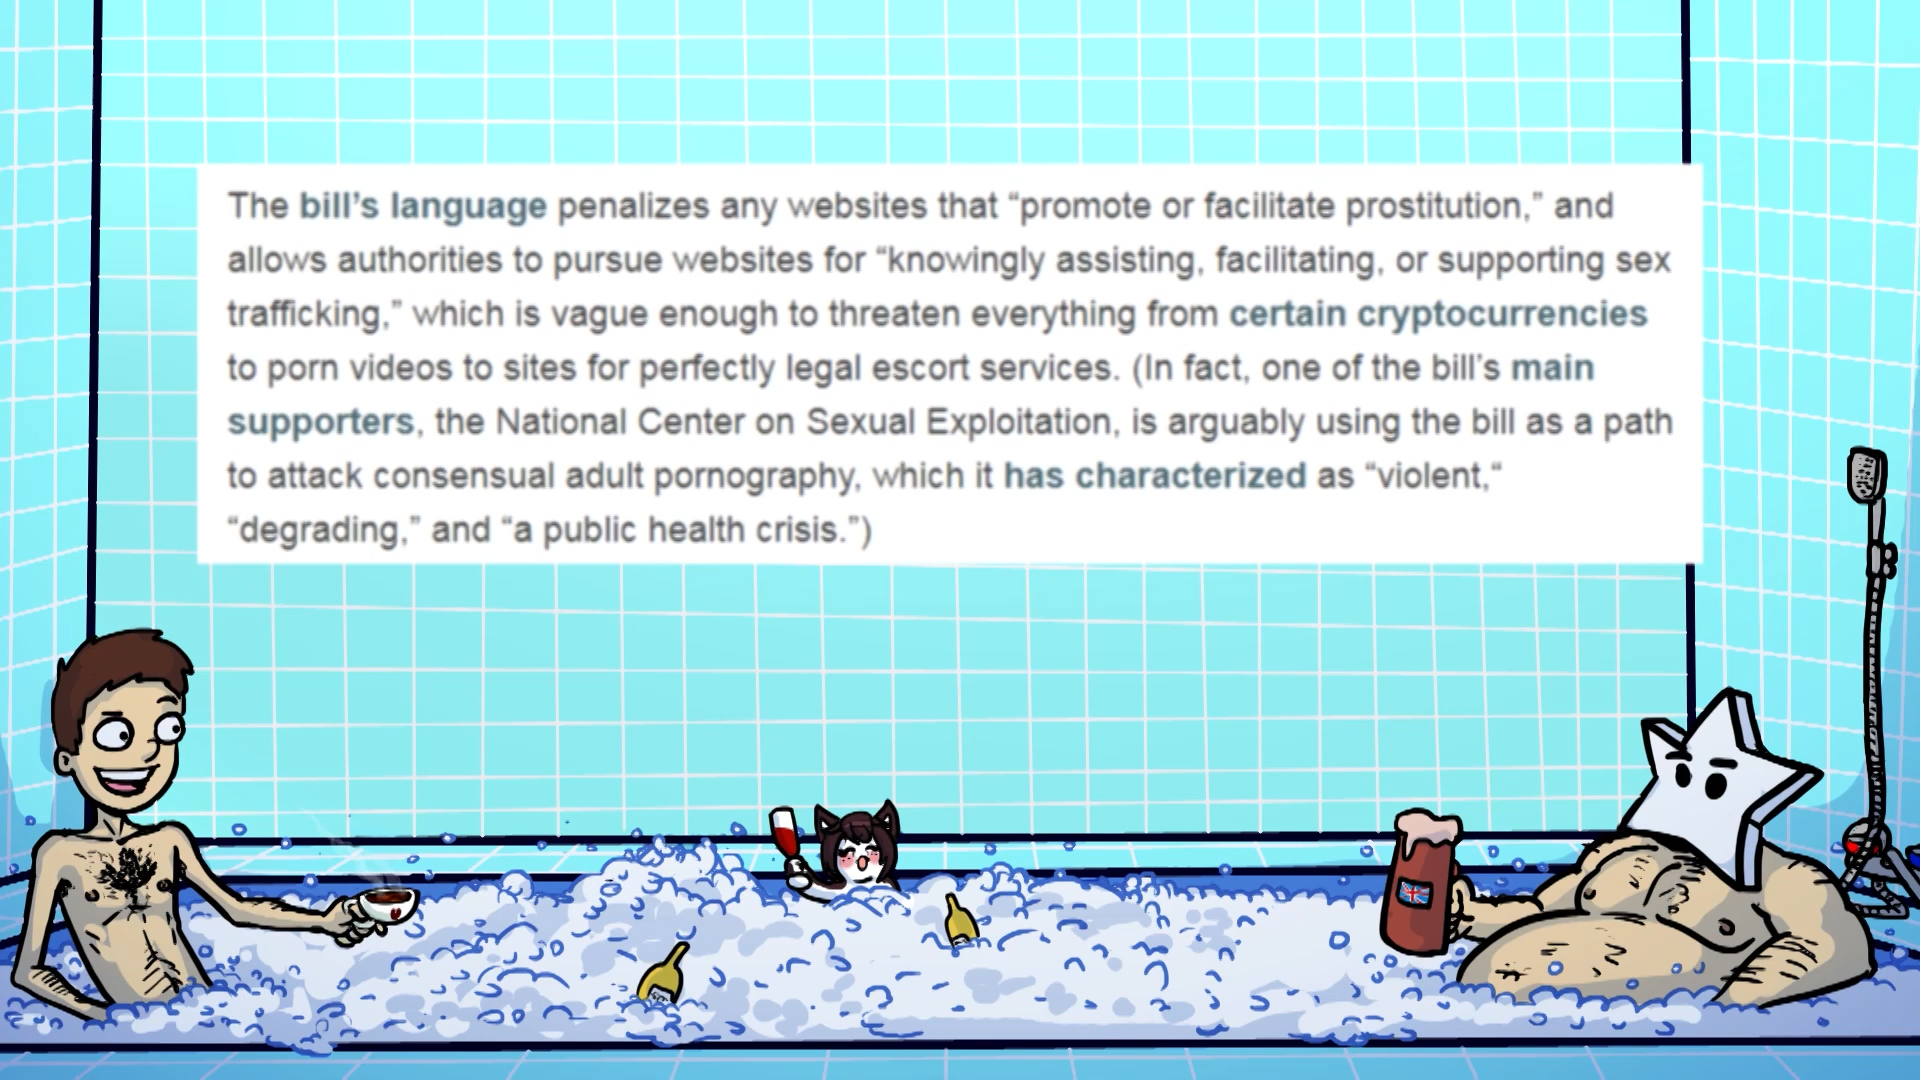 The bill’s language penalizes any websites that “promote or facilitate prostitution,” and
allows authorities to pursue websites for “knowingly assisting, facilitating, or supporting sex
trafficking,” which is vague enough to threaten everything from certain cryptocurrencies
to porn videos to sites for perfectly legal escort services. (In fact, one of the bill’s main
supporters, the National Center on Sexual Exploitation, is arguably using the bill as a path
to attack consensual adult pornography, which it has characterized as “violent,“
“degrading,” and “a public health crisis.”)